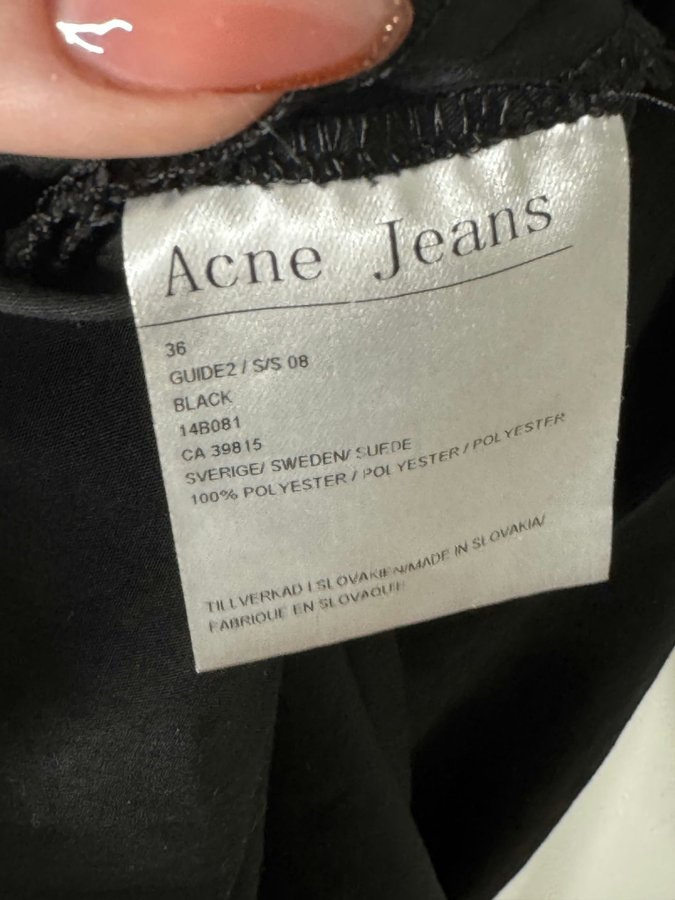 Acne Jeans
36
GUIDE2 / S/S 08
BLACK
14B081
CA 39815
SVERIGE/ SWEDEN/ SUEDE
100% POLYESTER / POLYESTER / POLYESTER
TILLVERKAD I SLOVAKIEN/MADE IN SLOVAKIA/
FABRIQUE EN SLOVAQUIE